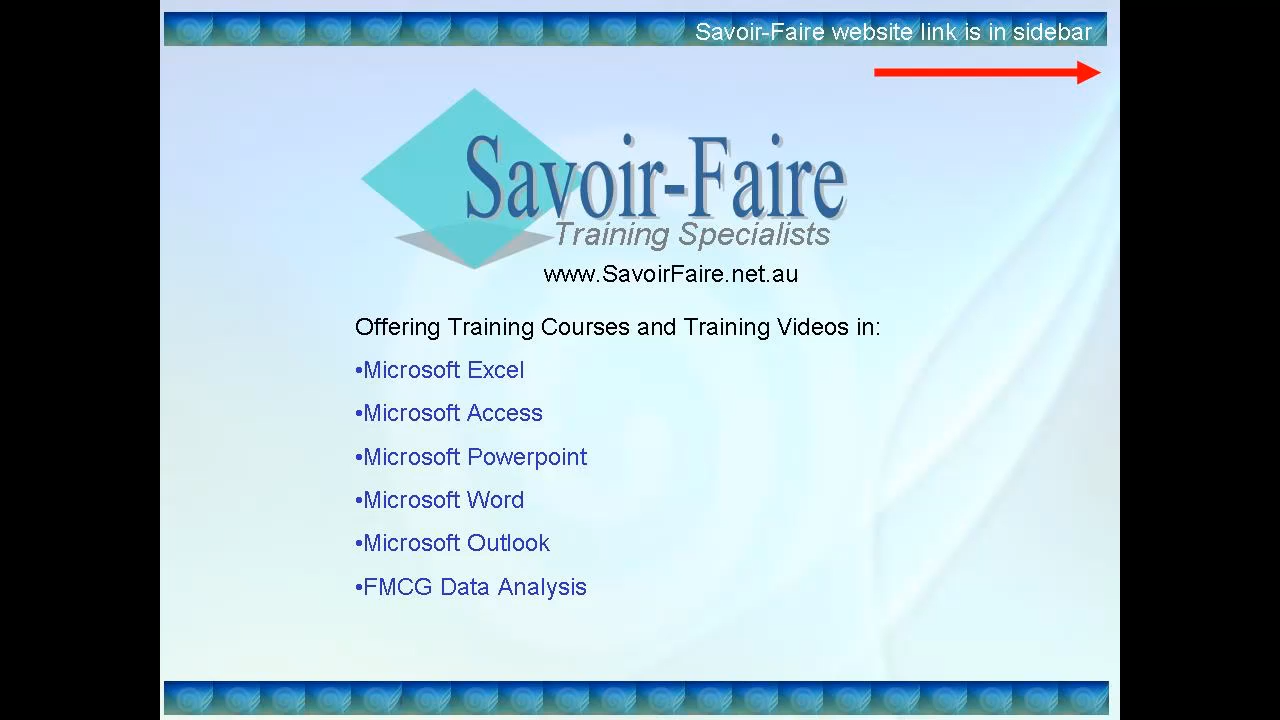 Savoir-Faire website link is in sidebar
Savoir-Faire
Training Specialists
www.SavoirFaire.net.au
Offering Training Courses and Training Videos in:
•Microsoft Excel
•Microsoft Access
•Microsoft Powerpoint
•Microsoft Word
•Microsoft Outlook
•FMCG Data Analysis